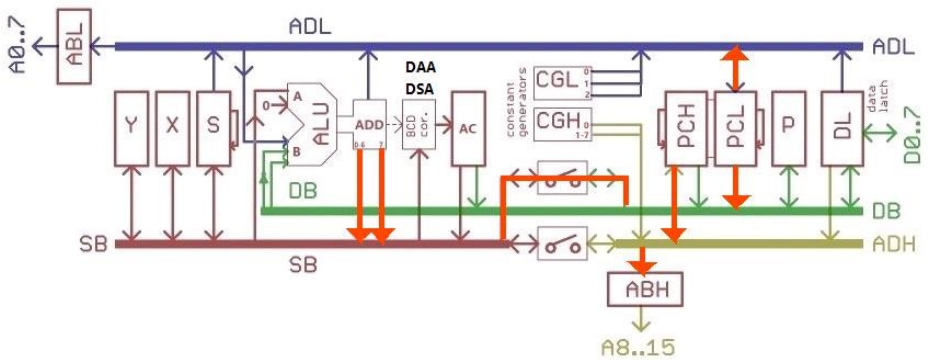 A0..7
ABL
ADL
ADL
DAA
DSA
Y
X
S
0
A
B
ALU
ADD
0-6
7
BCD
cor.
AC
constant
generators
CGL
0
1
2
CGH
0
1-7
PCH
PCL
P
DL
data
latch
D0..7
DB
DB
SB
SB
ADH
ABH
A8..15